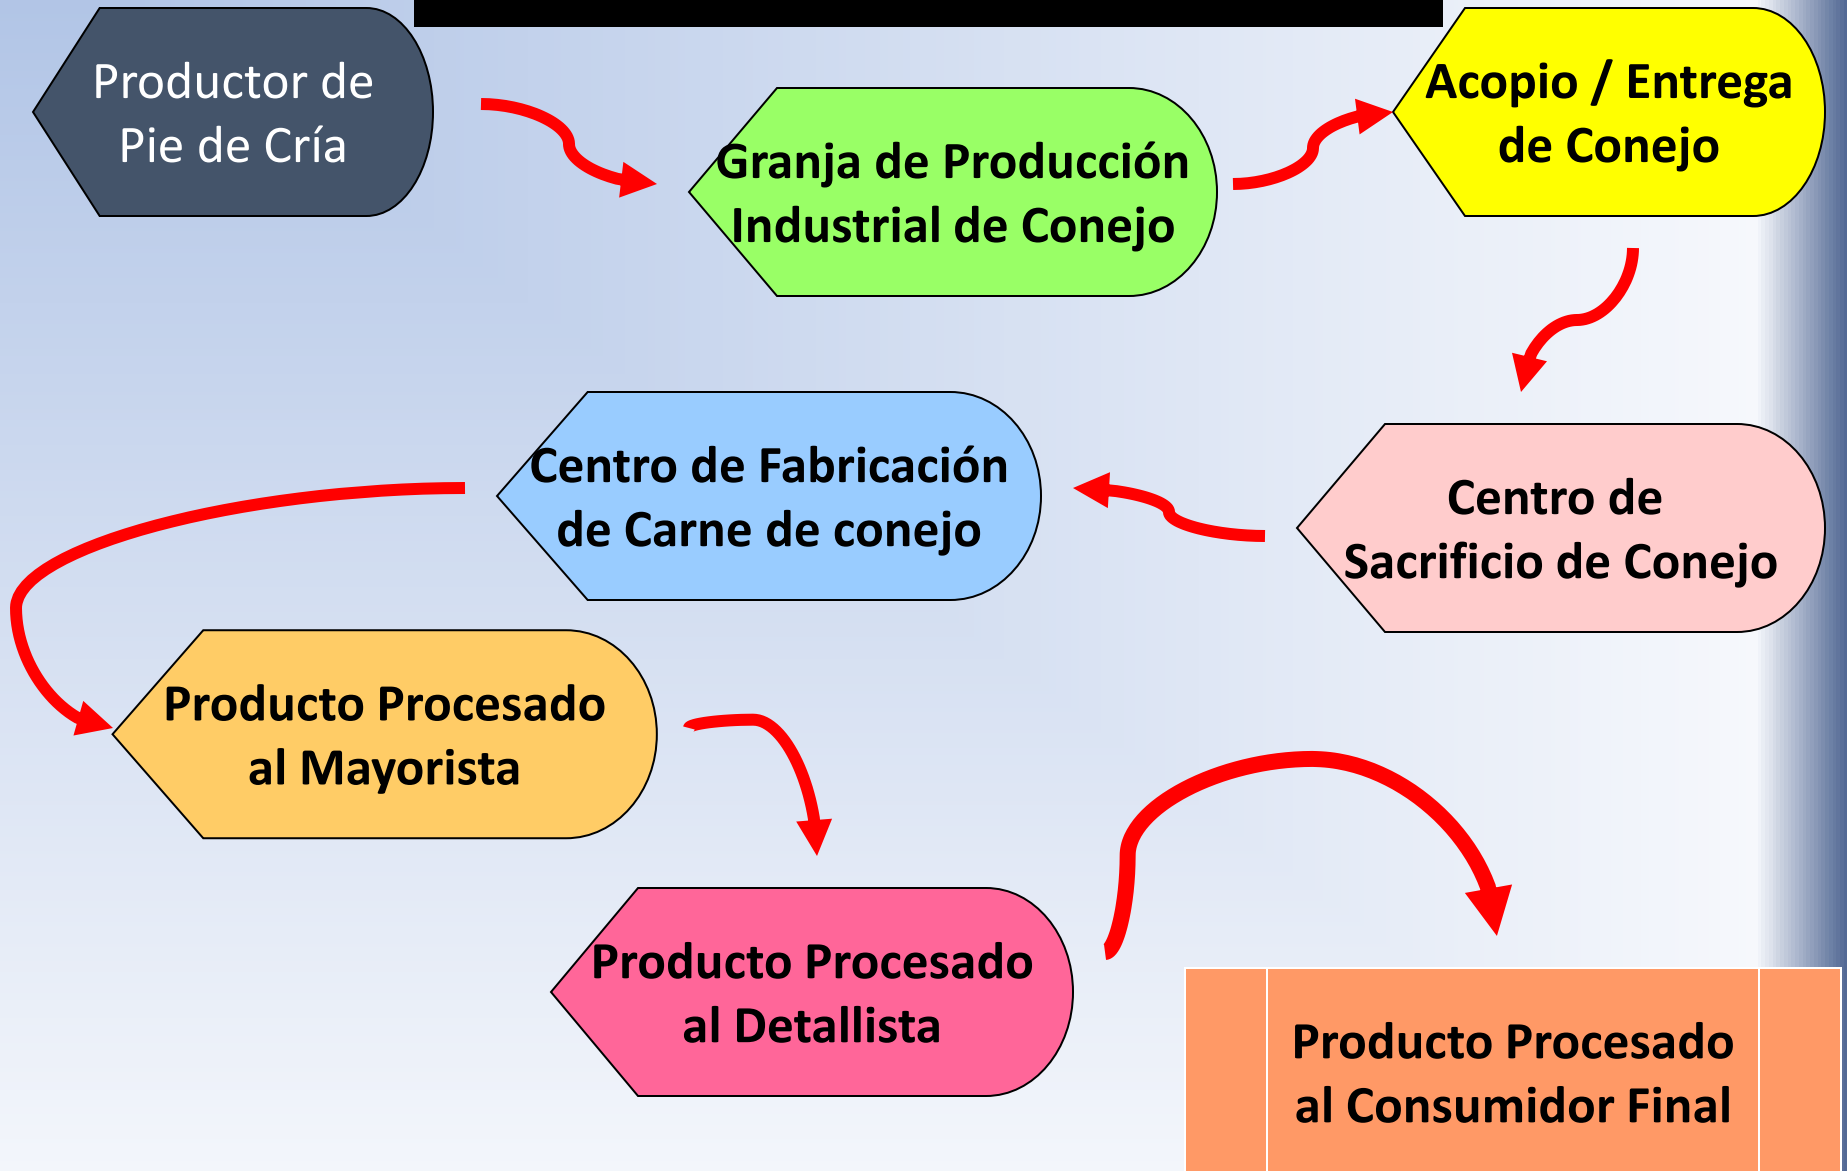 Productor de
Pie de Cría
Granja de Producción
Industrial de Conejo
Acopio / Entrega
de Conejo
Centro de
Sacrificio de Conejo
Centro de Fabricación
de Carne de conejo
Producto Procesado
al Mayorista
Producto Procesado
al Detallista
Producto Procesado
al Consumidor Final